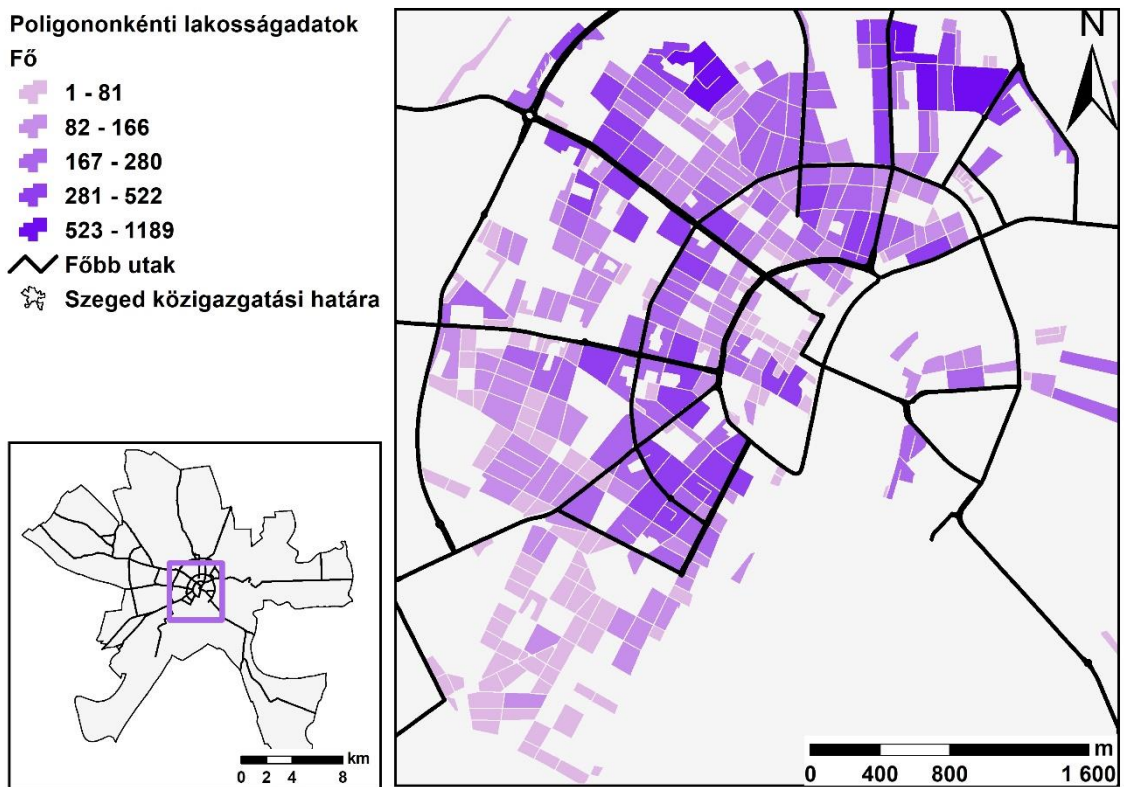 Poligononkénti lakosságadatok
Fő
1 - 81
82 - 166
167 - 280
281 - 522
523 - 1189
Főbb utak
Szeged közigazgatási határa
N
km
0 2 4 8
m
0 400 800 1 600